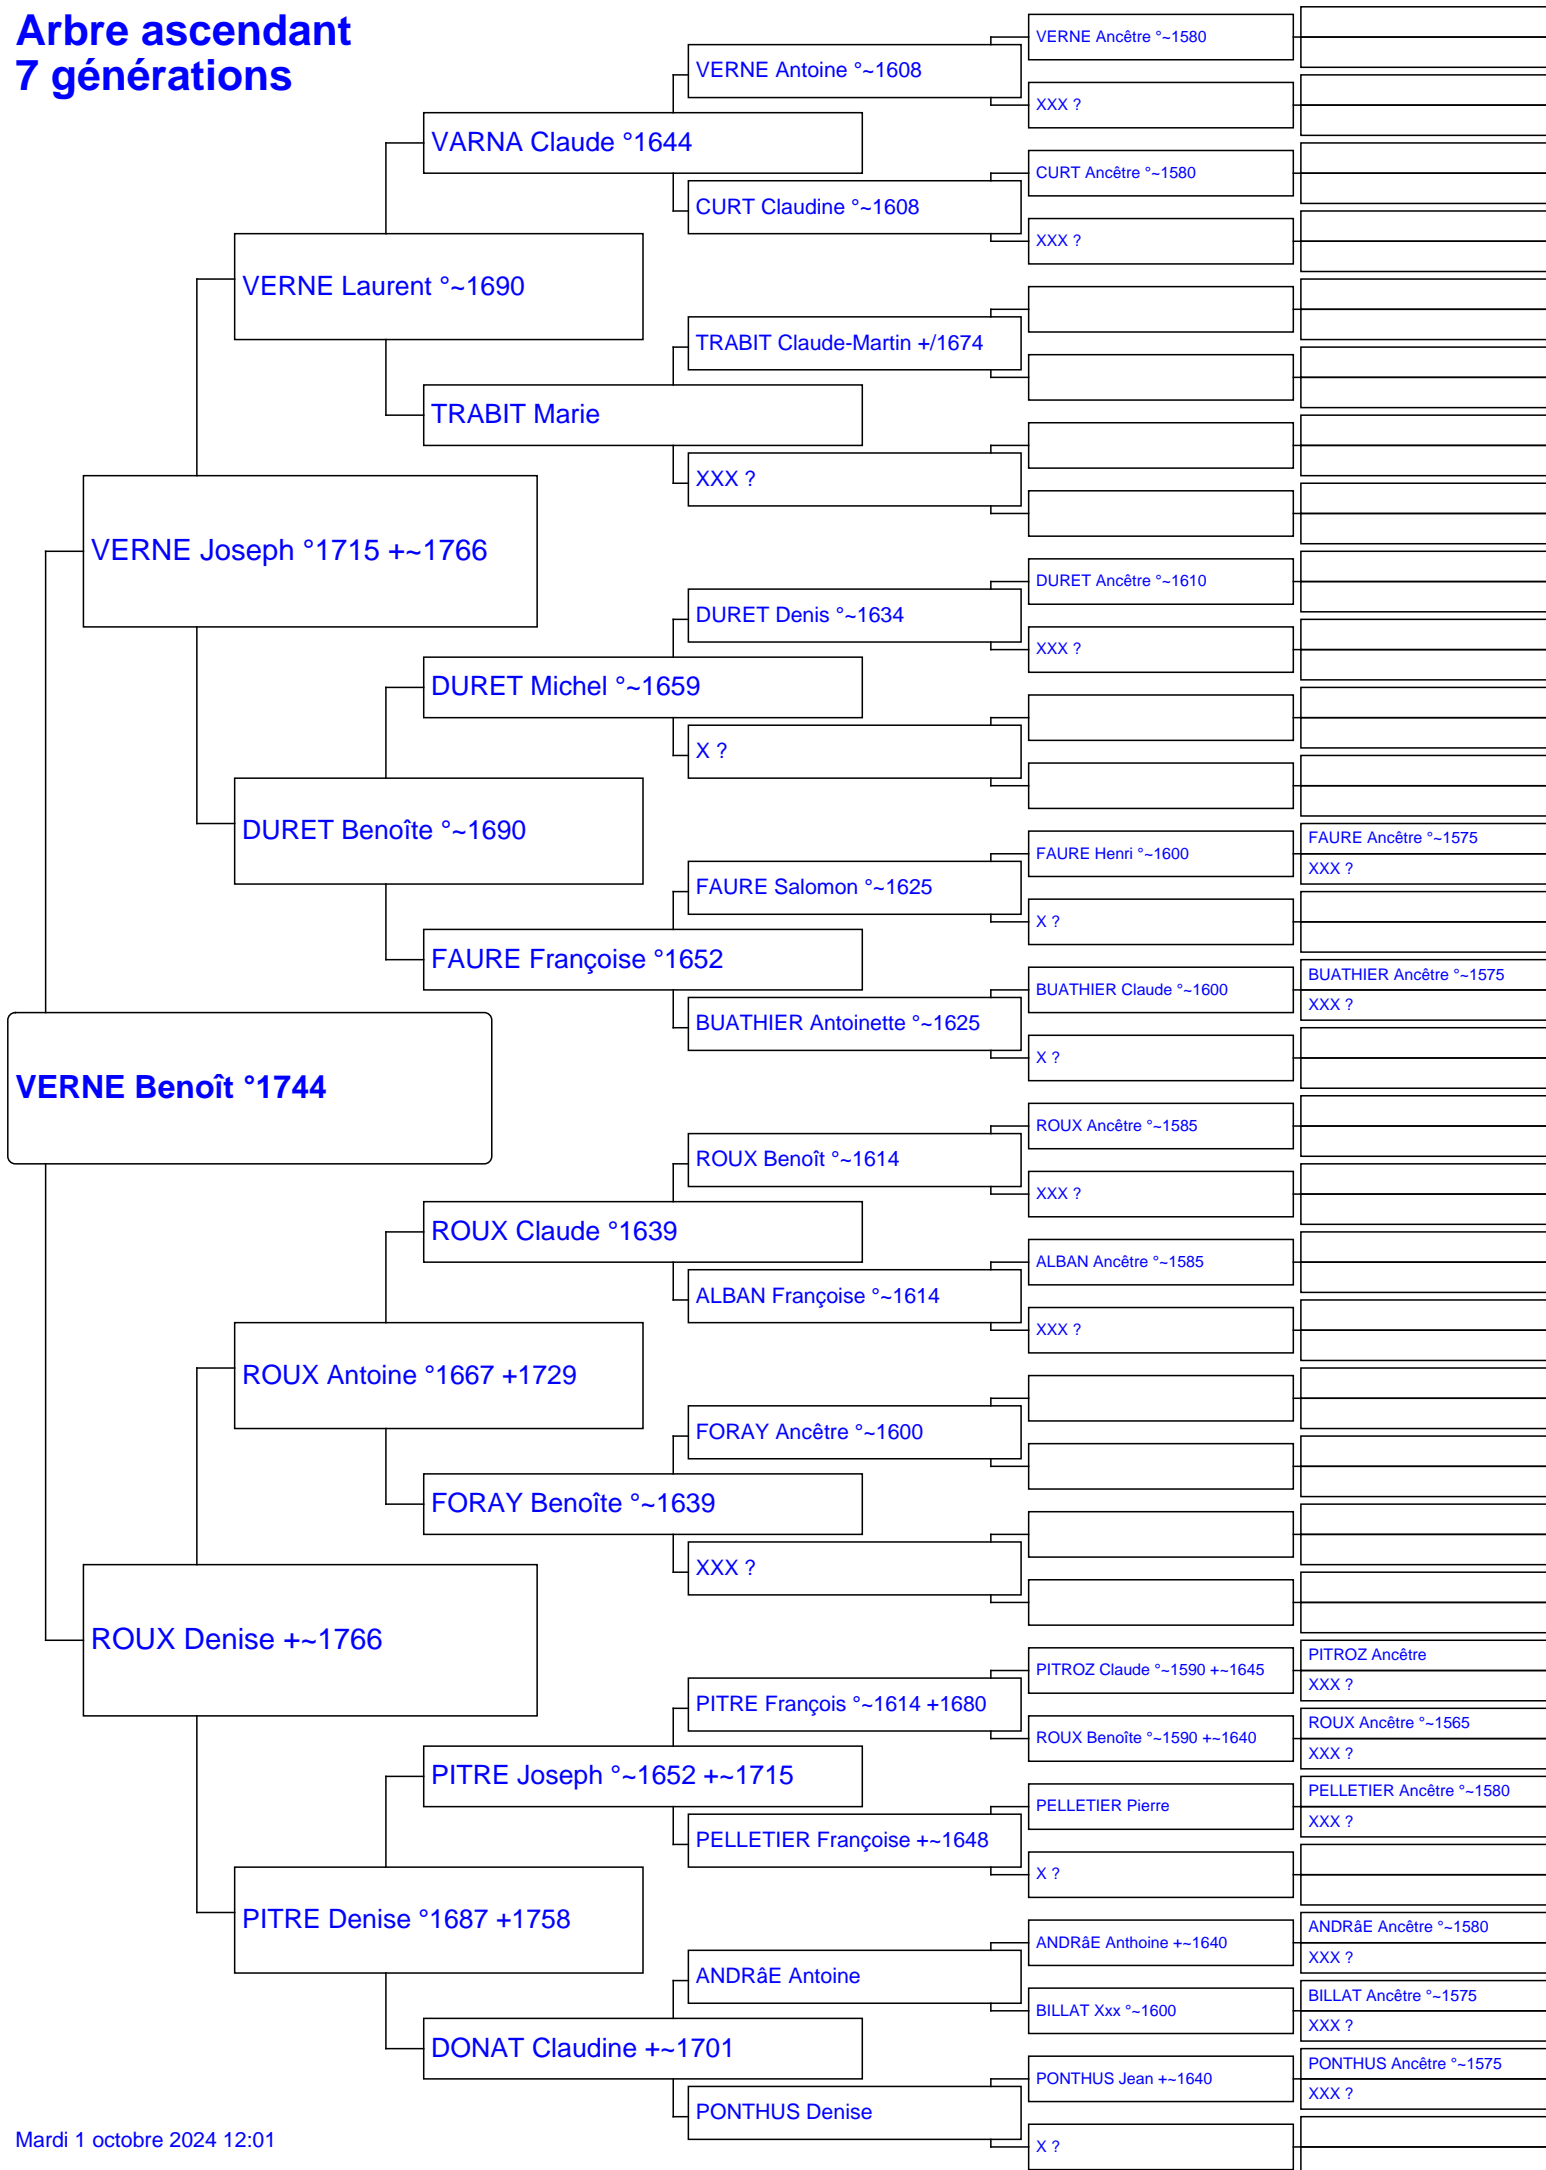 Arbre ascendant
7 générations
VERNE Ancêtre °~1580
VERNE Antoine °~1608
XXX ?
VARNA Claude °1644
CURT Ancêtre °~1580
CURT Claudine °~1608
XXX ?
VERNE Laurent °~1690
TRABIT Claude-Martin +/1674
TRABIT Marie
XXX ?
VERNE Joseph °1715 +~1766
DURET Ancêtre °~1610
DURET Denis °~1634
XXX ?
DURET Michel °~1659
X ?
DURET Benoîte °~1690
FAURE Ancêtre °~1575
FAURE Henri °~1600
XXX ?
FAURE Salomon °~1625
X ?
FAURE Françoise °1652
BUATHIER Ancêtre °~1575
BUATHIER Claude °~1600
XXX ?
BUATHIER Antoinette °~1625
X ?
VERNE Benoît °1744
ROUX Ancêtre °~1585
ROUX Benoît °~1614
XXX ?
ROUX Claude °1639
ALBAN Ancêtre °~1585
ALBAN Françoise °~1614
XXX ?
ROUX Antoine °1667 +1729
FORAY Ancêtre °~1600
FORAY Benoîte °~1639
XXX ?
ROUX Denise +~1766
PITROZ Ancêtre
PITROZ Claude °~1590 +~1645
XXX ?
PITRE François °~1614 +1680
ROUX Ancêtre °~1565
ROUX Benoîte °~1590 +~1640
XXX ?
PITRE Joseph °~1652 +~1715
PELLETIER Ancêtre °~1580
PELLETIER Pierre
XXX ?
PELLETIER Françoise +~1648
X ?
PITRE Denise °1687 +1758
ANDRâE Ancêtre °~1580
ANDRâE Anthoine +~1640
XXX ?
ANDRâE Antoine
BILLAT Ancêtre °~1575
BILLAT Xxx °~1600
XXX ?
DONAT Claudine +~1701
PONTHUS Ancêtre °~1575
PONTHUS Jean +~1640
XXX ?
PONTHUS Denise
X ?
Mardi 1 octobre 2024 12:01